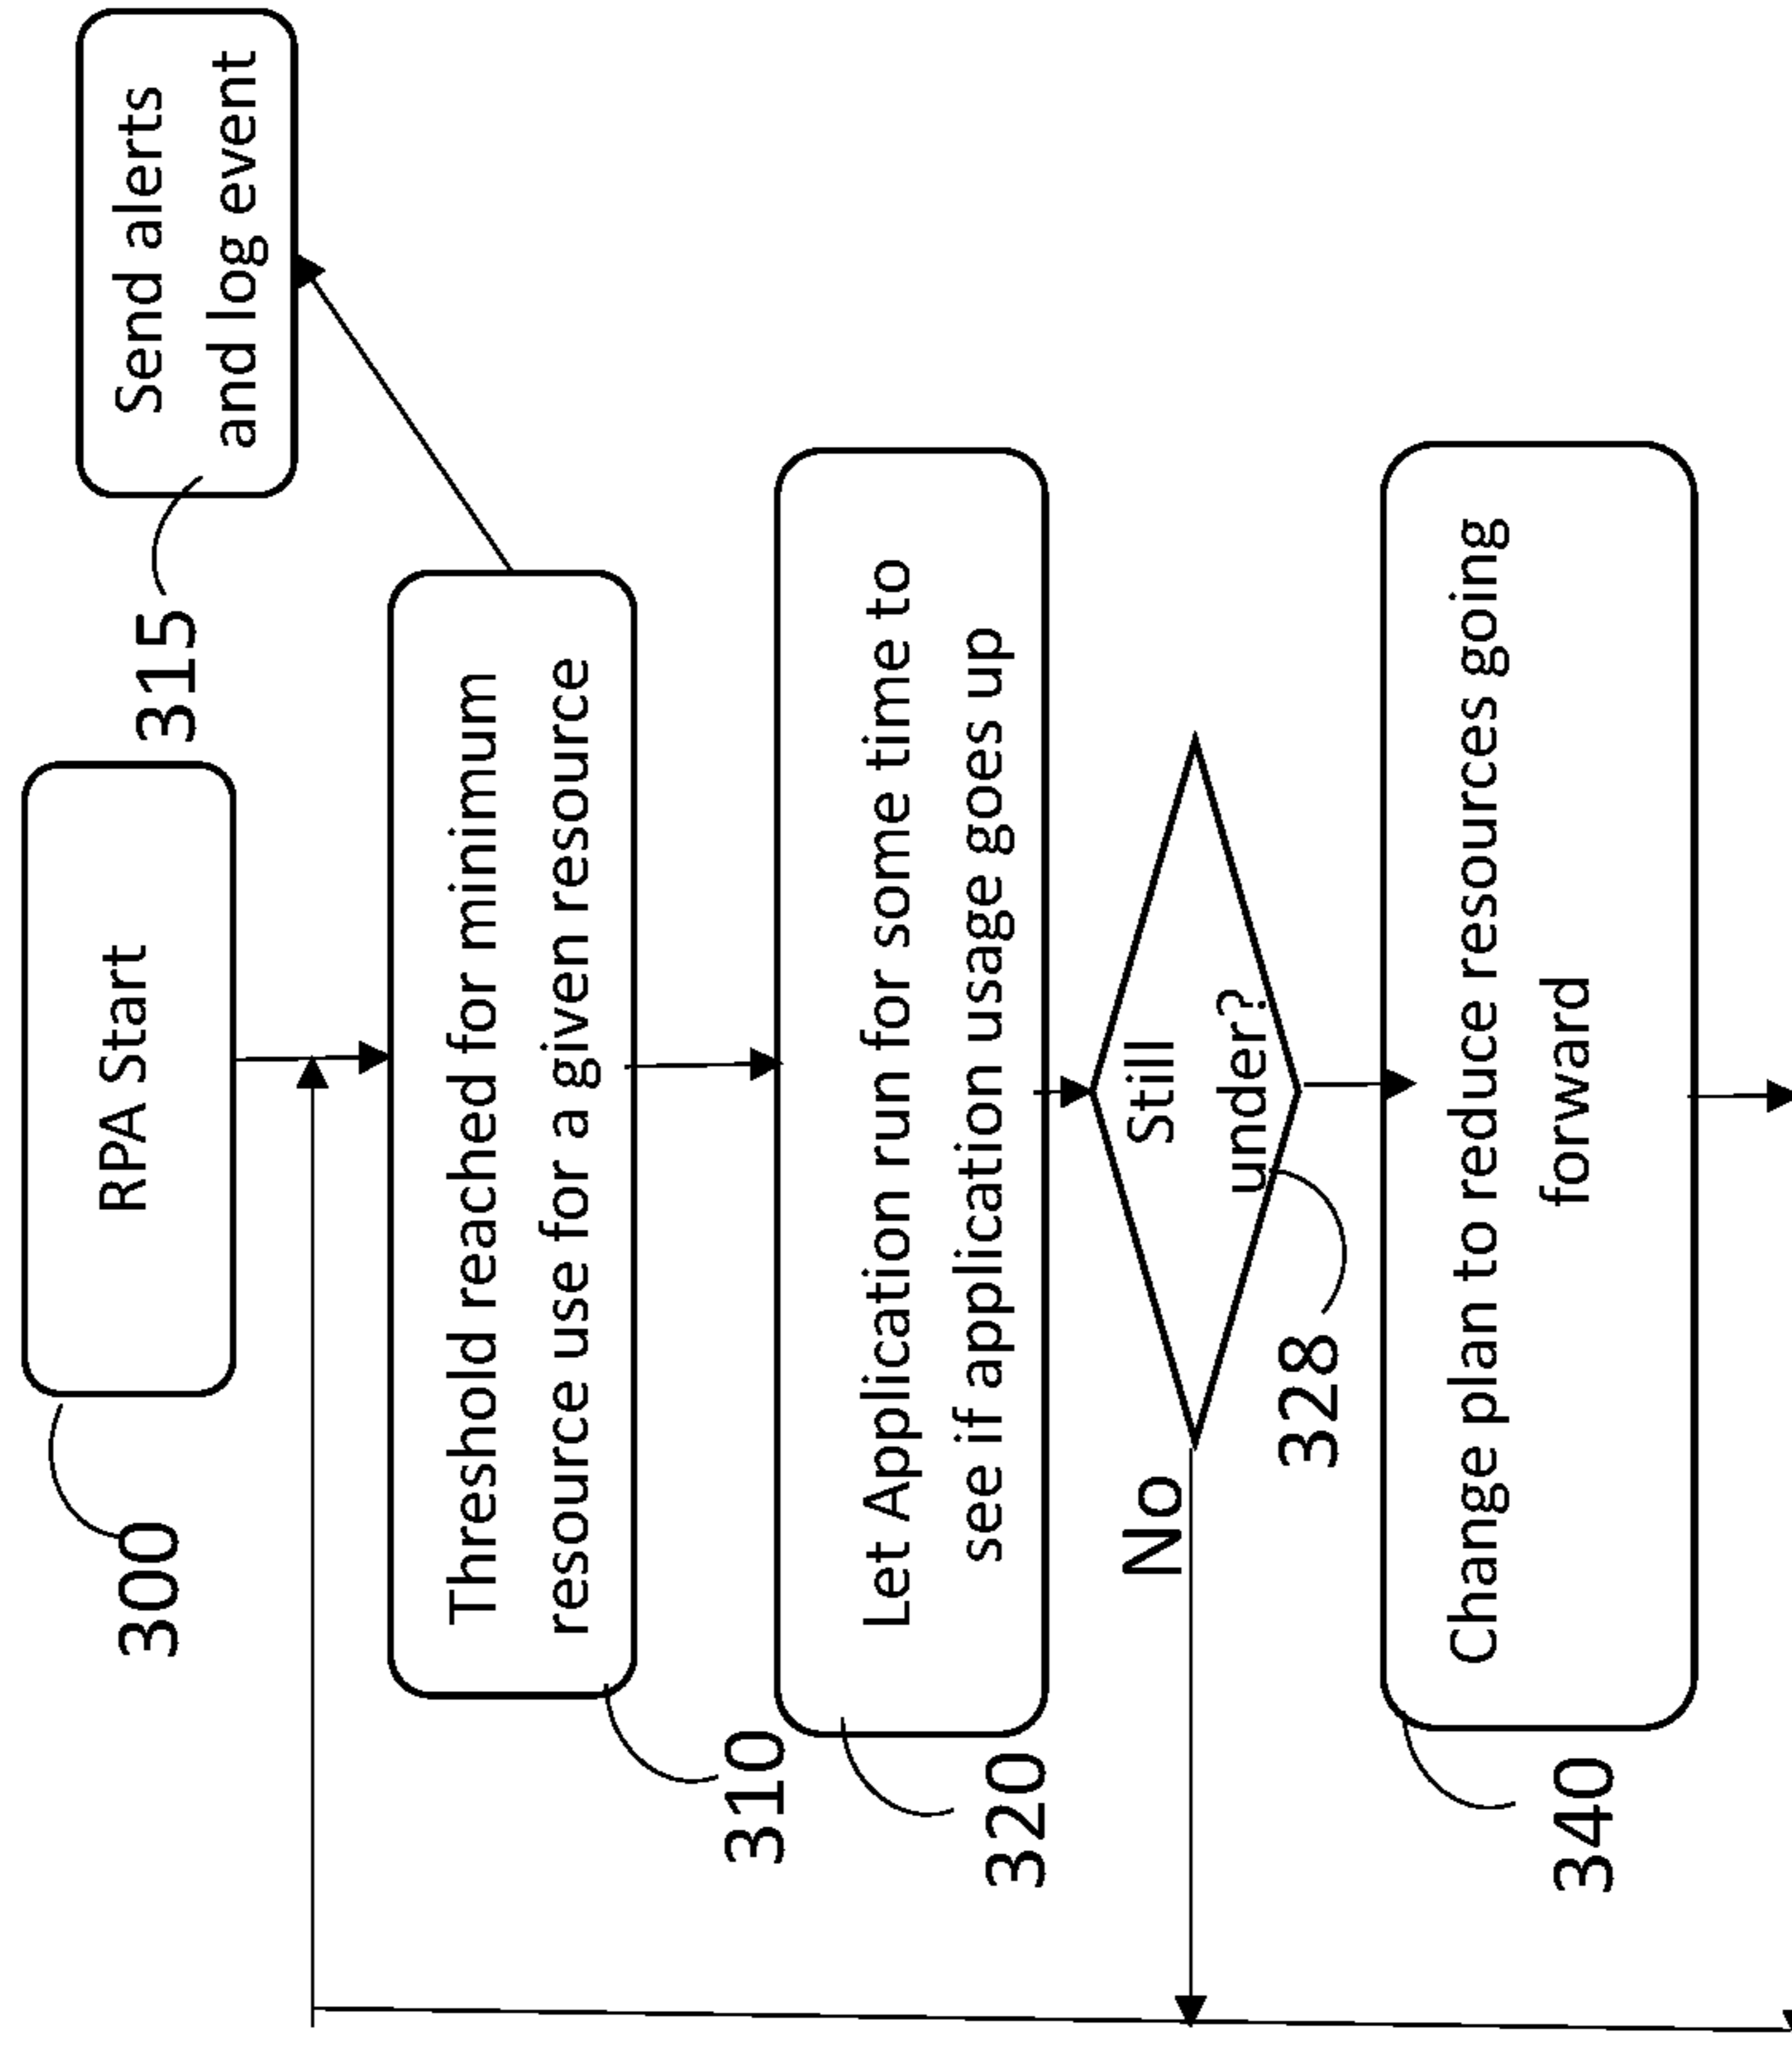 300
RPA Start
315
Send alerts
and log event
310
Threshold reached for minimum
resource use for a given resource
320
Let Application run for some time to
see if application usage goes up
No
Still
under?
328
340
Change plan to reduce resources going
forward